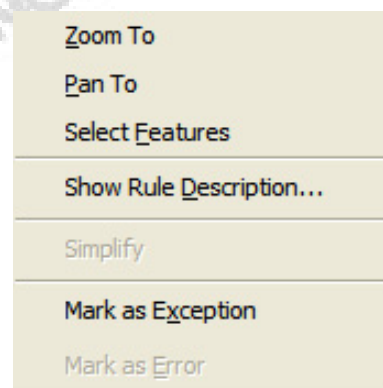 Zoom To
Pan To
Select Features
Show Rule Description...
Simplify
Mark as Exception
Mark as Error